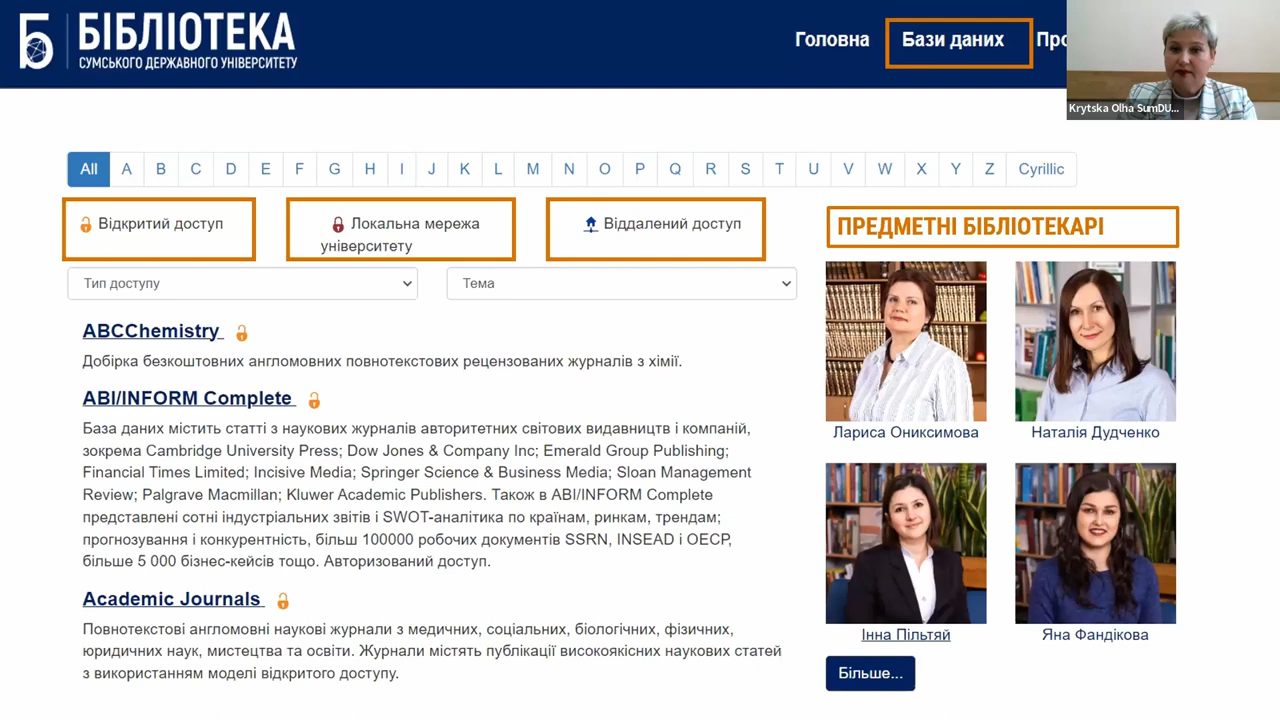 БІБЛІОТЕКА
СУМСЬКОГО ДЕРЖАВНОГО УНІВЕРСИТЕТУ
Головна
Бази даних
Про
Krytska Olha SumDU...
All A B C D E F G H I J K L M N O P Q R S T U V W X Y Z Cyrillic
Відкритий доступ
Локальна мережа
університету
Віддалений доступ
Тип доступу
Тема
ABCChemistry
Добірка безкоштовних англомовних повнотекстових рецензованих журналів з хімії.
ABI/INFORM Complete
База даних містить статті з наукових журналів авторитетних світових видавництв і компаній,
зокрема Cambridge University Press; Dow Jones & Company Inc; Emerald Group Publishing;
Financial Times Limited; Incisive Media; Springer Science & Business Media; Sloan Management
Review; Palgrave Macmillan; Kluwer Academic Publishers. Також в ABI/INFORM Complete
представлені сотні індустріальних звітів і SWOT-аналітика по країнам, ринкам, трендам;
прогнозування і конкурентність, більш 100000 робочих документів SSRN, INSEAD і ОЕСР,
більше 5 000 бізнес-кейсів тощо. Авторизований доступ.
Academic Journals
Повнотекстові англомовні наукові журнали з медичних, соціальних, біологічних, фізичних,
юридичних наук, мистецтва та освіти. Журнали містять публікації високоякісних наукових статей
з використанням моделі відкритого доступу.
ПРЕДМЕТНІ БІБЛІОТЕКАРІ
Лариса Ониксимова
Наталія Дудченко
Інна Пільтяй
Яна Фандікова
Більше...